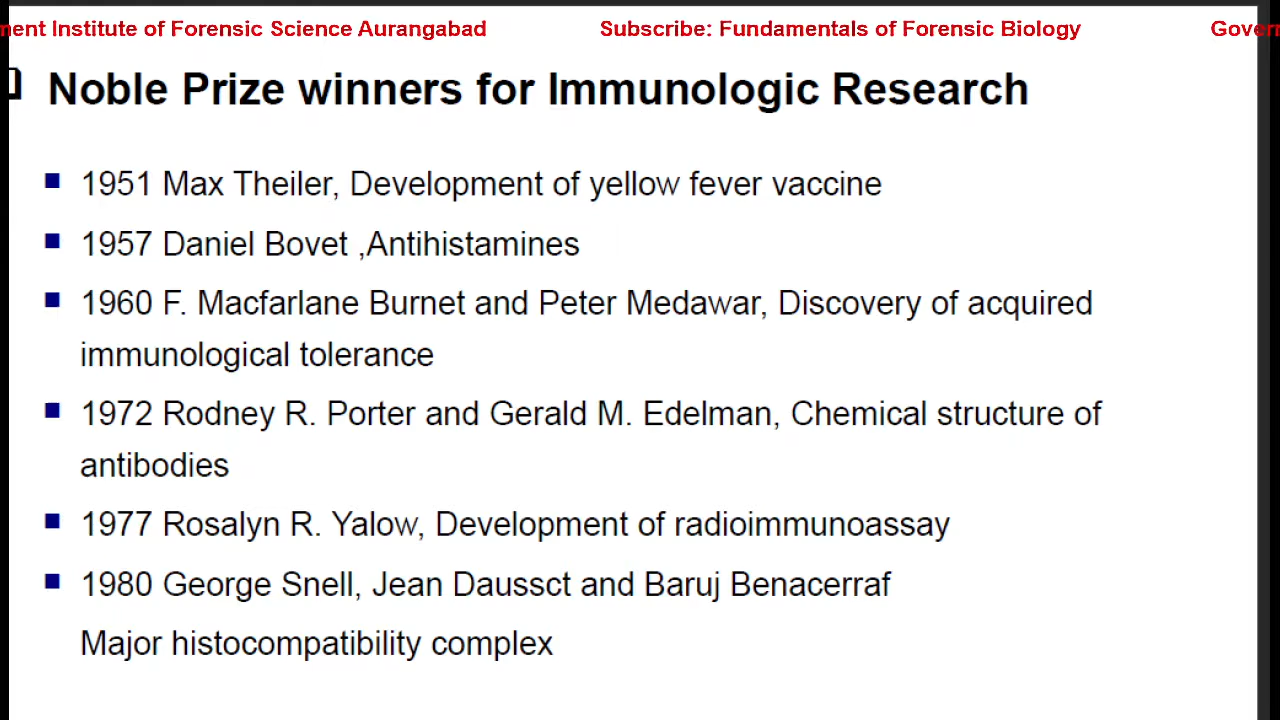 ment Institute of Forensic Science Aurangabad Subscribe: Fundamentals of Forensic Biology Gover
Noble Prize winners for Immunologic Research
1951 Max Theiler, Development of yellow fever vaccine
1957 Daniel Bovet ,Antihistamines
1960 F. Macfarlane Burnet and Peter Medawar, Discovery of acquired
immunological tolerance
1972 Rodney R. Porter and Gerald M. Edelman, Chemical structure of
antibodies
1977 Rosalyn R. Yalow, Development of radioimmunoassay
1980 George Snell, Jean Daussct and Baruj Benacerraf
Major histocompatibility complex